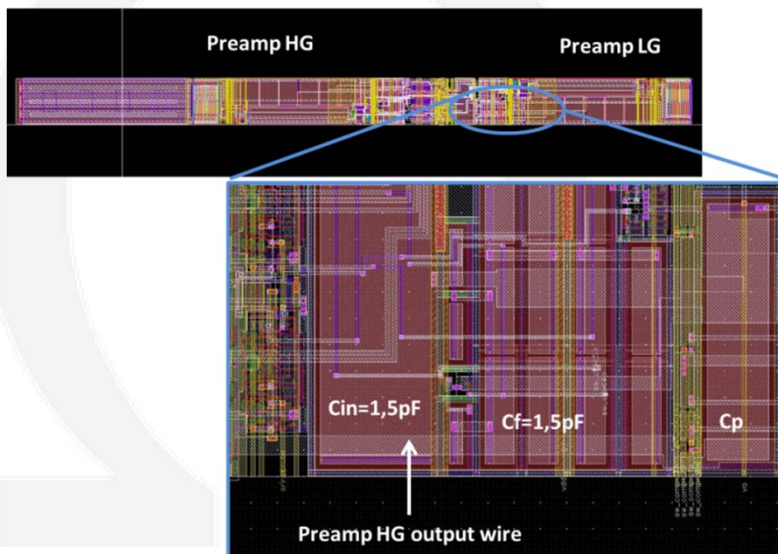 Preamp HG
Preamp LG
Cin=1,5pF
Cf=1,5pF
Cp
Preamp HG output wire